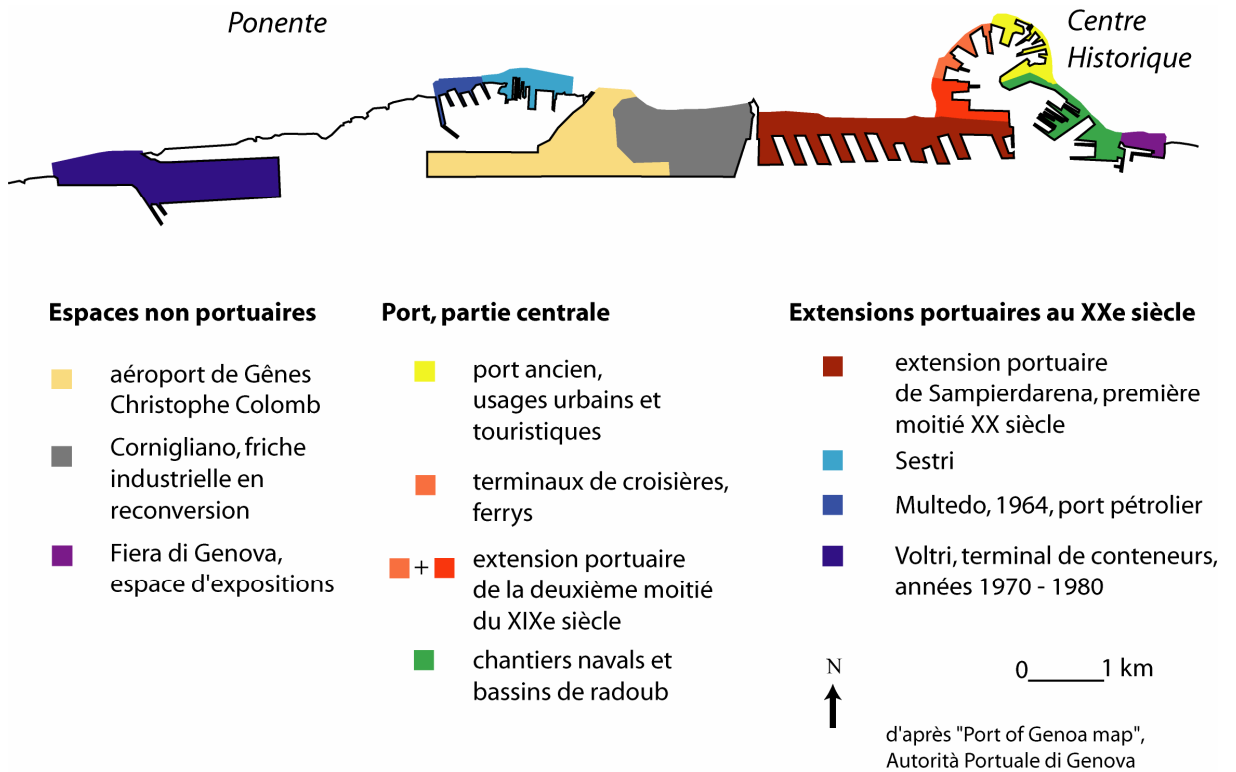 Ponente
Centre
Historique
Espaces non portuaires
aéroport de Gênes
Christophe Colomb
Cornigliano, friche
industrielle en
reconversion
Fiera di Genova,
espace d'expositions
Port, partie centrale
port ancien,
usages urbains et
touristiques
terminaux de croisières,
ferrys
+
extension portuaire
de la deuxième moitié
du XIXe siècle
chantiers navals et
bassins de radoub
Extensions portuaires au XXe siècle
extension portuaire
de Sampierdarena, première
moitié XX siècle
Sestri
Multedo, 1964, port pétrolier
Voltri, terminal de conteneurs,
années 1970 - 1980
N
0 1 km
d'après "Port of Genoa map",
Autorità Portuale di Genova